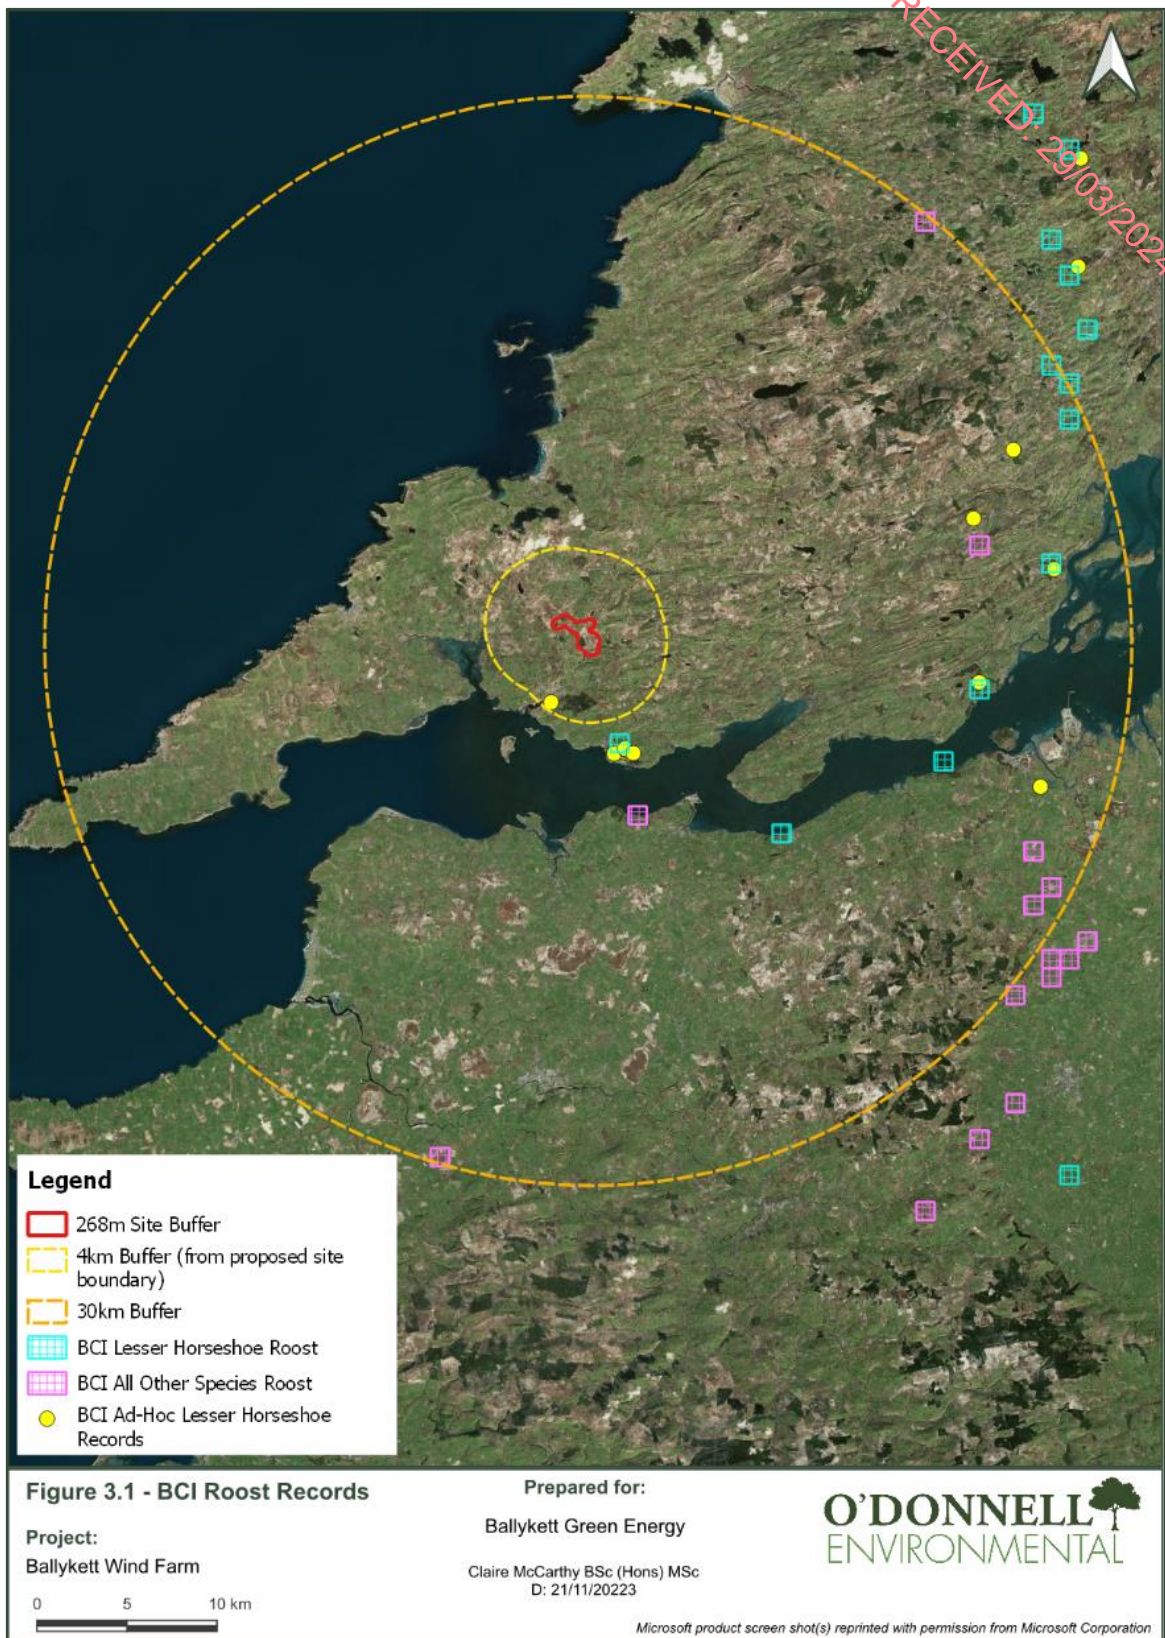 RECEIVED: 29/03/2024
Legend
268m Site Buffer
4km Buffer (from proposed site
boundary)
30km Buffer
BCI Lesser Horseshoe Roost
BCI All Other Species Roost
BCI Ad-Hoc Lesser Horseshoe
Records
Figure 3.1 - BCI Roost Records
Project:
Ballykett Wind Farm
0 5 10 km
Prepared for:
Ballykett Green Energy
Claire McCarthy BSc (Hons) MSc
D: 21/11/20223
O'DONNELL
ENVIRONMENTAL
Microsoft product screen shot(s) reprinted with permission from Microsoft Corporation